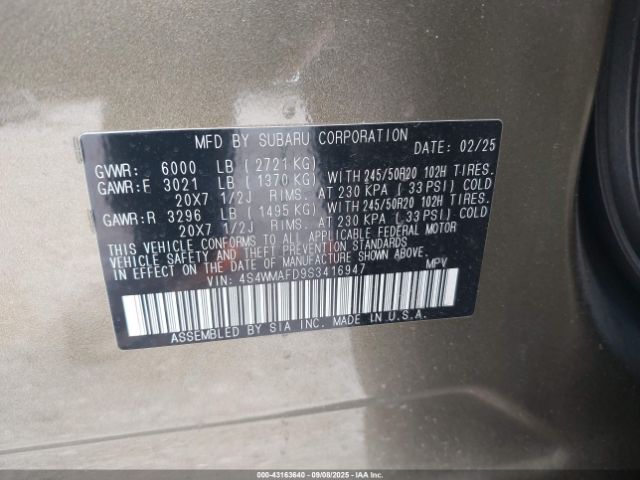 MFD BY SUBARU CORPORATION DATE: 02/25
GVWR: 6000 LB ( 2721 KG)
GAWR:F 3021 LB ( 1370 KG) WITH 245/50R20 102H TIRES.
20X7 1/2J RIMS. AT 230 KPA ( 33 PSI) COLD
GAWR:R 3296 LB ( 1495 KG) WITH 245/50R20 102H TIRES.
20X7 1/2J RIMS. AT 230 KPA ( 33 PSI) COLD
THIS VEHICLE CONFORMS TO ALL APPLICABLE FEDERAL MOTOR
VEHICLE SAFETY AND THEFT PREVENTION STANDARDS
IN EFFECT ON THE DATE OF MANUFACTURE SHOWN ABOVE.
VIN: 4S4WMAFD9S3416947 MPV
ASSEMBLED BY SIA INC. MADE IN U.S.A.
000-43163640 - 09/08/2025 - © IAA Inc.